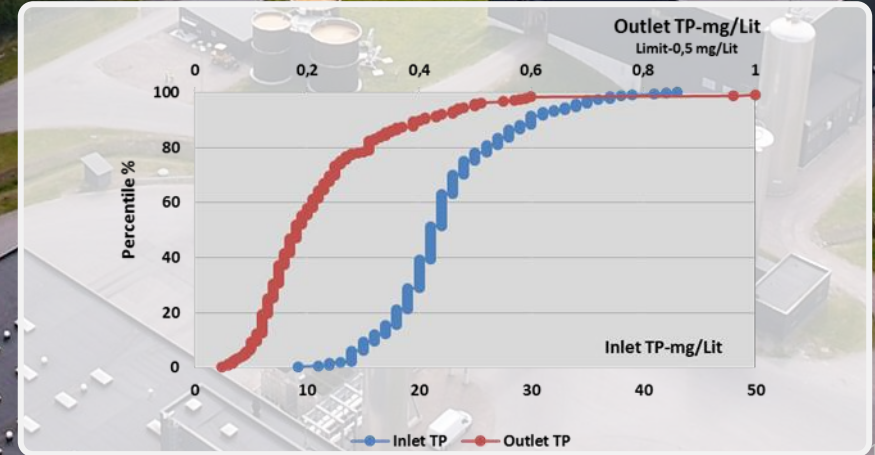 Outlet TP-mg/Lit
Limit-0,5 mg/Lit
0 0,2 0,4 0,6 0,8 1
100
80
60
40
20
0
Percentile %
Inlet TP-mg/Lit
0 10 20 30 40 50
Inlet TP Outlet TP